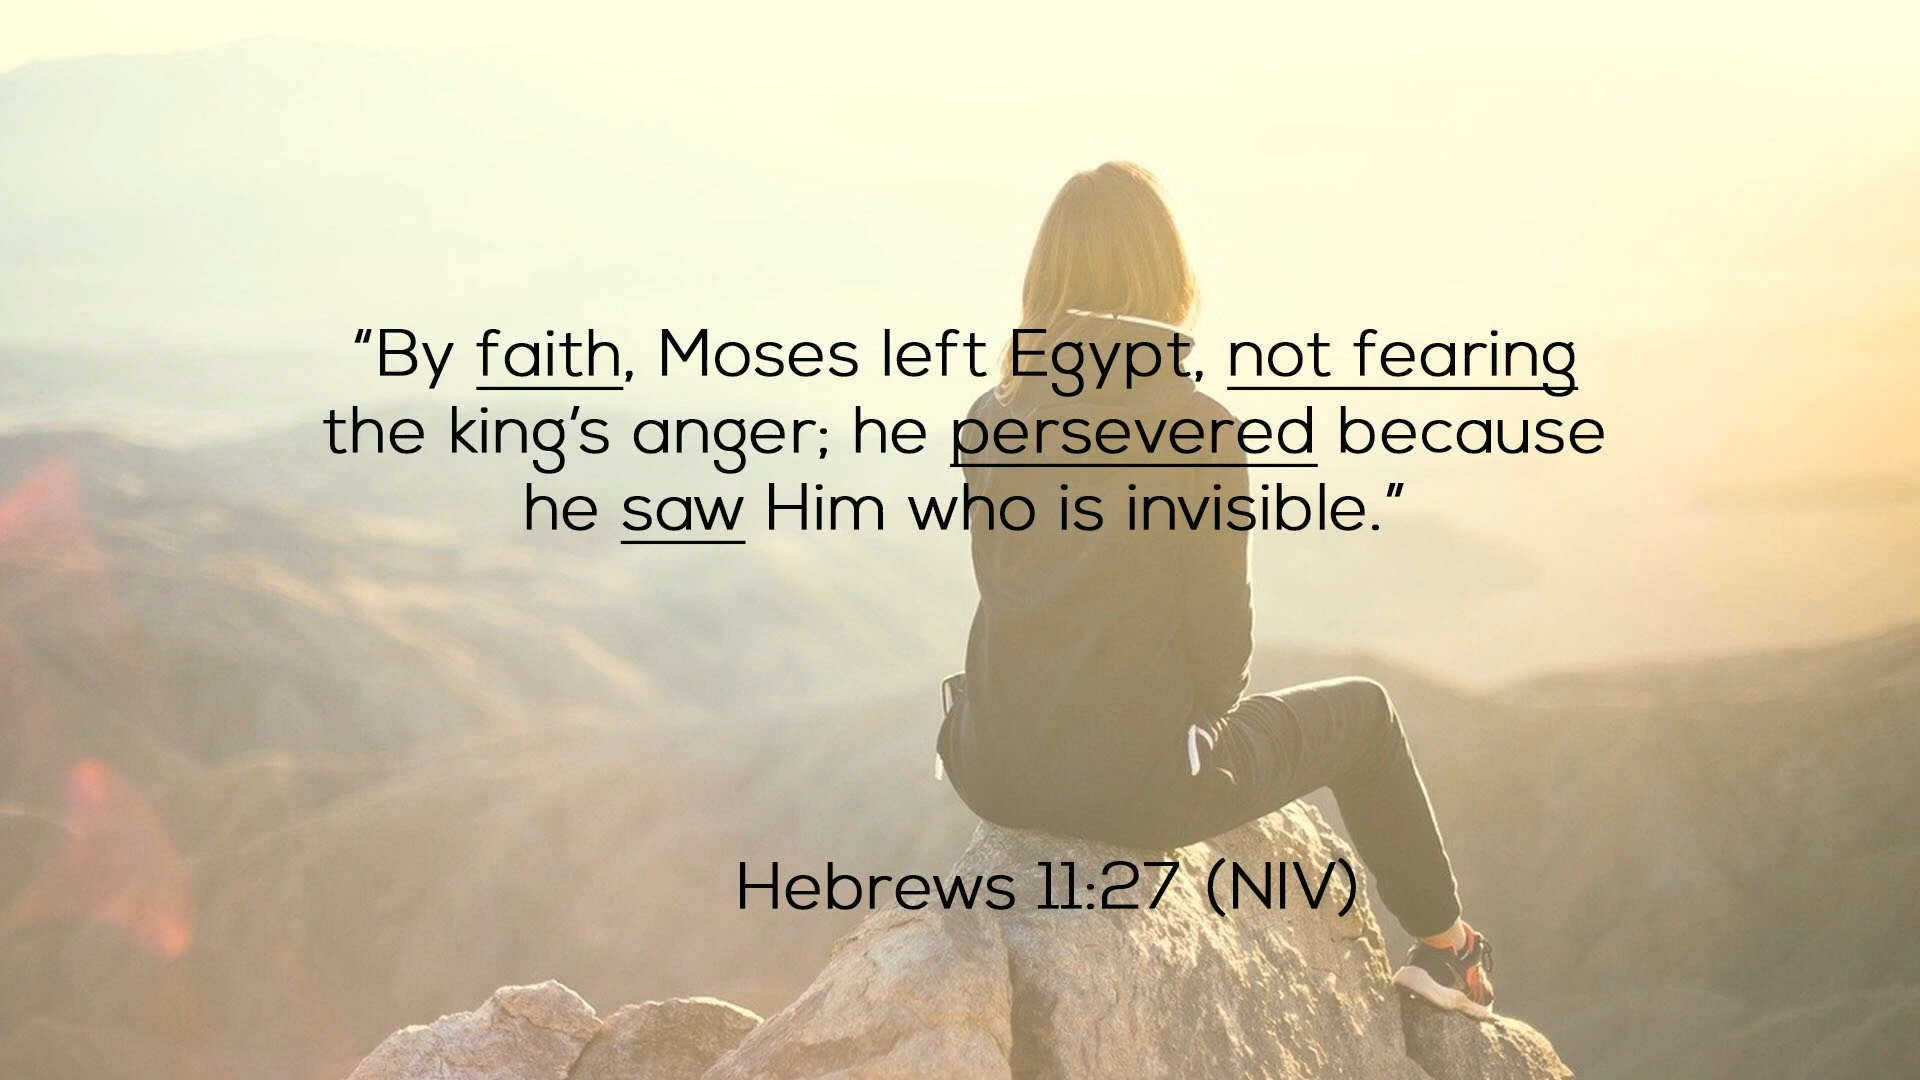 “By faith, Moses left Egypt, not fearing
the king’s anger; he persevered because
he saw Him who is invisible.”
Hebrews 11:27 (NIV)